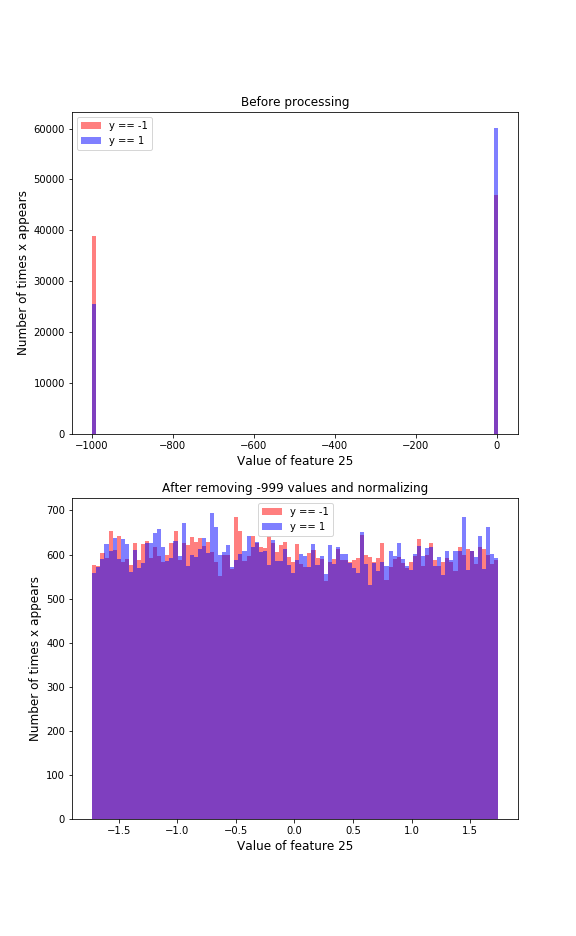 Before processing
y == -1
y == 1
60000
50000
40000
30000
20000
10000
0
Number of times x appears
−1000 −800 −600 −400 −200 0
Value of feature 25
After removing -999 values and normalizing
y == -1
y == 1
700
600
500
400
300
200
100
0
Number of times x appears
−1.5 −1.0 −0.5 0.0 0.5 1.0 1.5
Value of feature 25